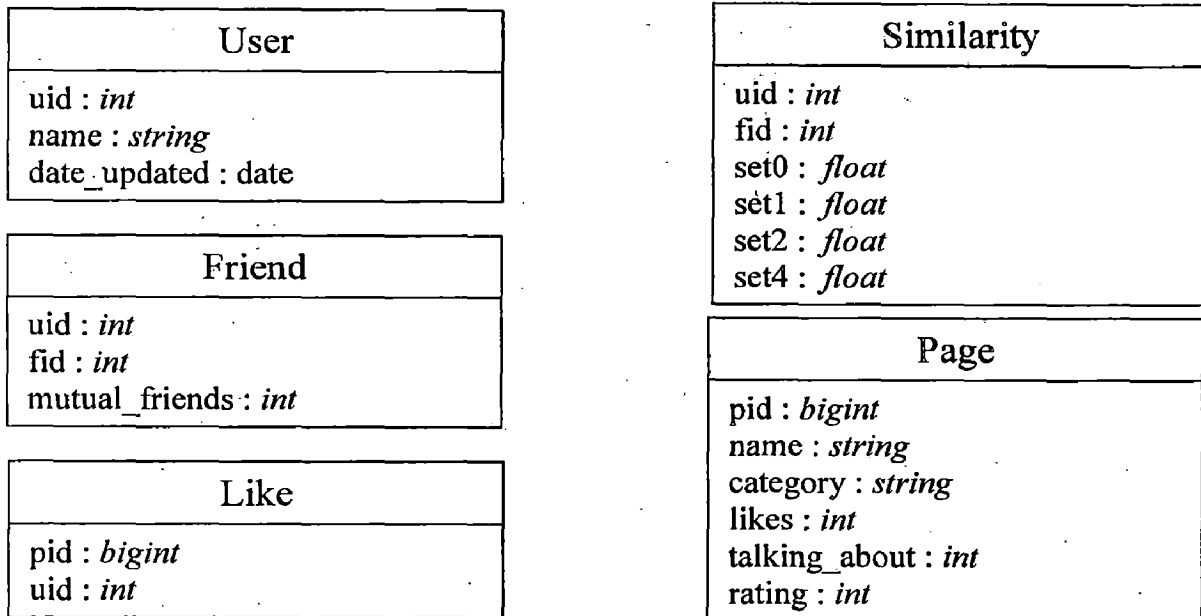 User
uid : int
name : string
date_updated : date
Friend
uid : int
fid : int
mutual_friends : int
Like
pid : bigint
uid : int
Similarity
uid : int
fid : int
set0 : float
set1 : float
set2 : float
set4 : float
Page
pid : bigint
name : string
category : string
likes : int
talking_about : int
rating : int